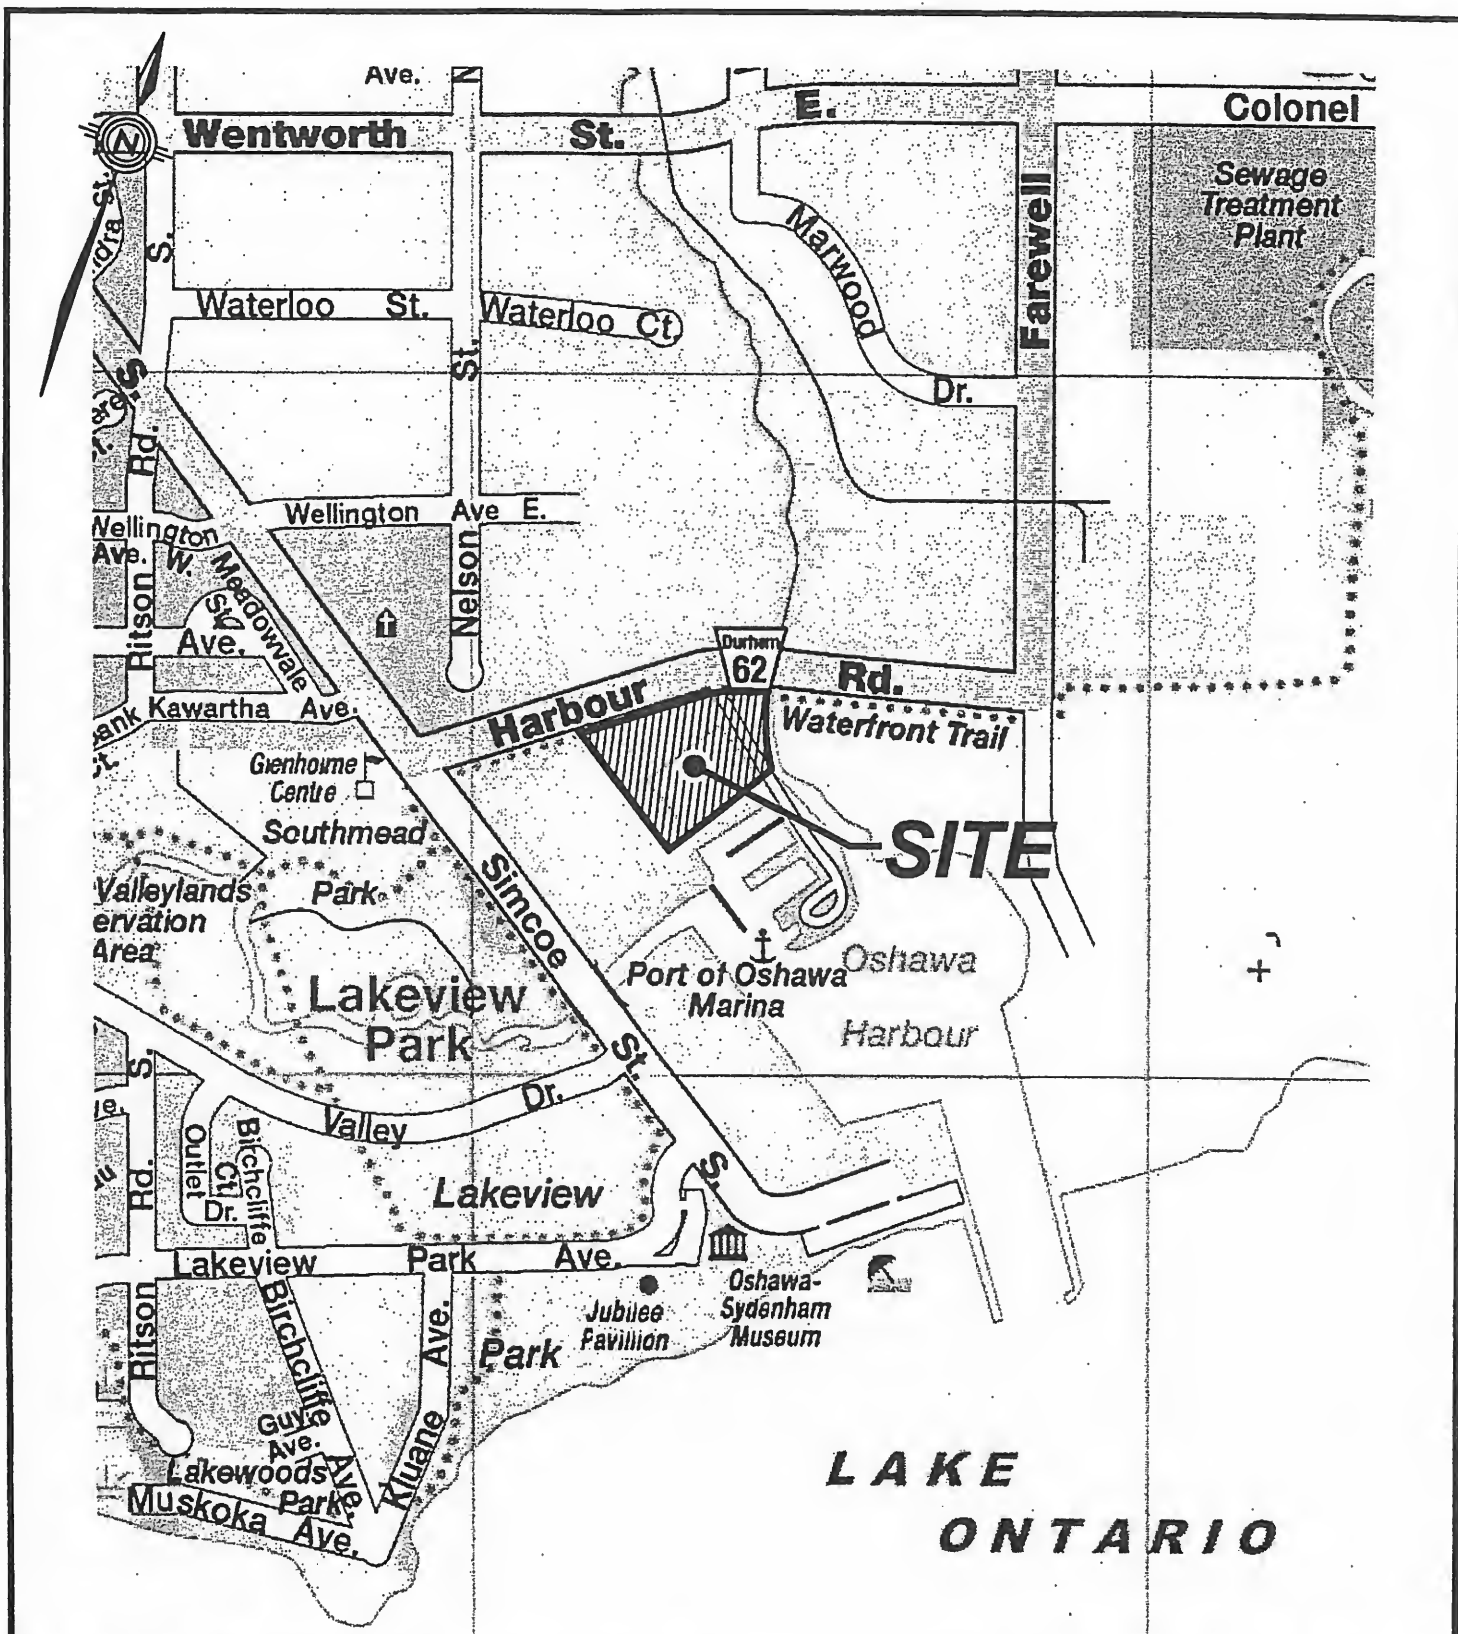 Ave.
N
Wentworth St. E.
Colonel
N
St.
S.
Sewage
Treatment
Plant
Marwood
Dr.
Farewell
Waterloo St.
Waterloo Ct.
St.
S.
Rd.
Wellington Ave E.
Wellington
Ave. W.
Meadowvale
St.
Nelson
Ritson
Ave.
Durham
62
Harbour Rd.
Kawartha Ave.
Waterfront Trail
Glenholme
Centre
Southmead
Park
SITE
Simcoe
St.
S.
Valleylands
ervation
Area
Lakeview
Park
Port of Oshawa
Marina
Oshawa
Harbour
S.
Valley Dr.
Rd.
Outlet
Dr.
Birchcliffe
Ct.
Lakeview
Lakeview Park Ave.
Oshawa-
Sydenham
Museum
Jubilee
Pavillion
Park
Ritson
Birchcliffe
Ave.
Kluane
Ave.
Guy
Ave.
Lakewoods
Park
Muskoka Ave.
LAKE
ONTARIO